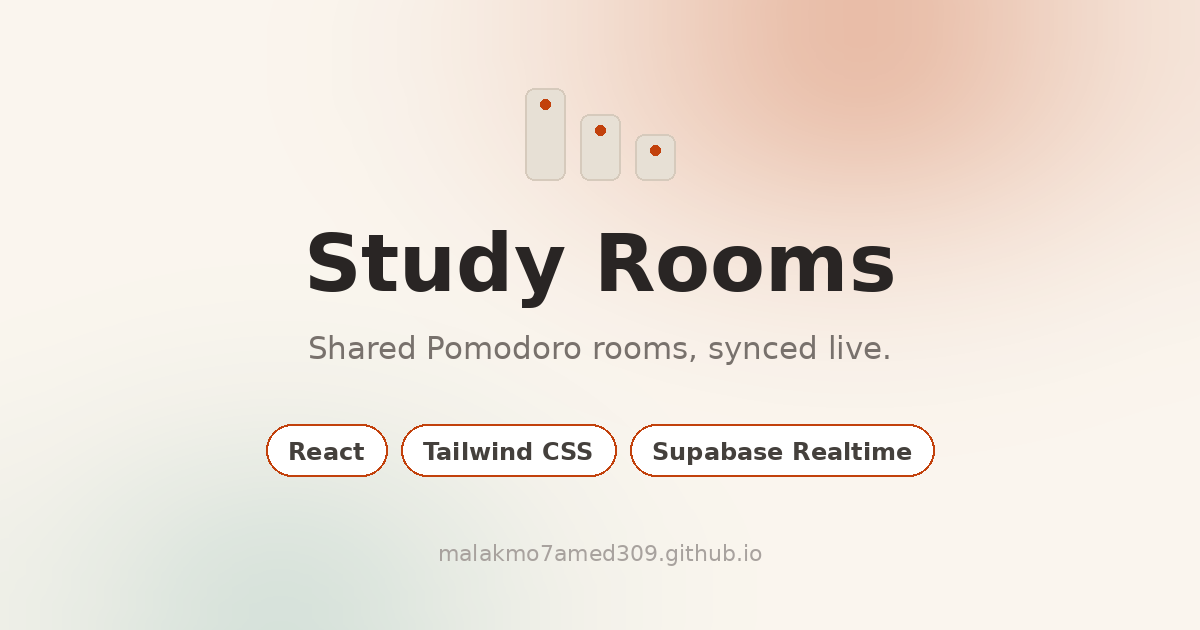 Study Rooms
Shared Pomodoro rooms, synced live.
React Tailwind CSS Supabase Realtime
malakmo7amed309.github.io